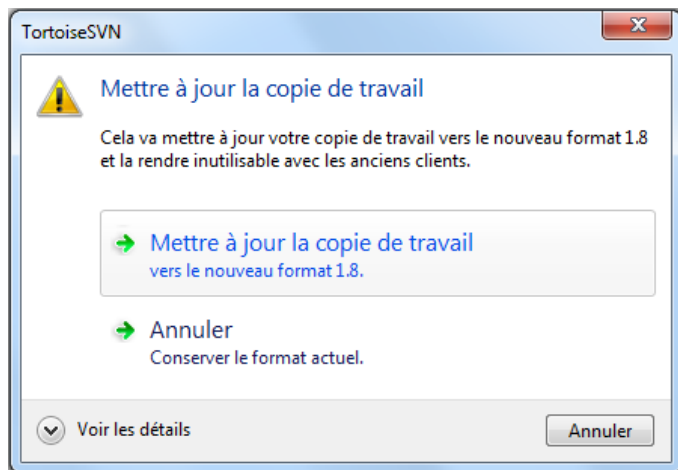 TortoiseSVN
Mettre à jour la copie de travail
Cela va mettre à jour votre copie de travail vers le nouveau format 1.8
et la rendre inutilisable avec les anciens clients.
Mettre à jour la copie de travail
vers le nouveau format 1.8.
Annuler
Conserver le format actuel.
Voir les détails
Annuler